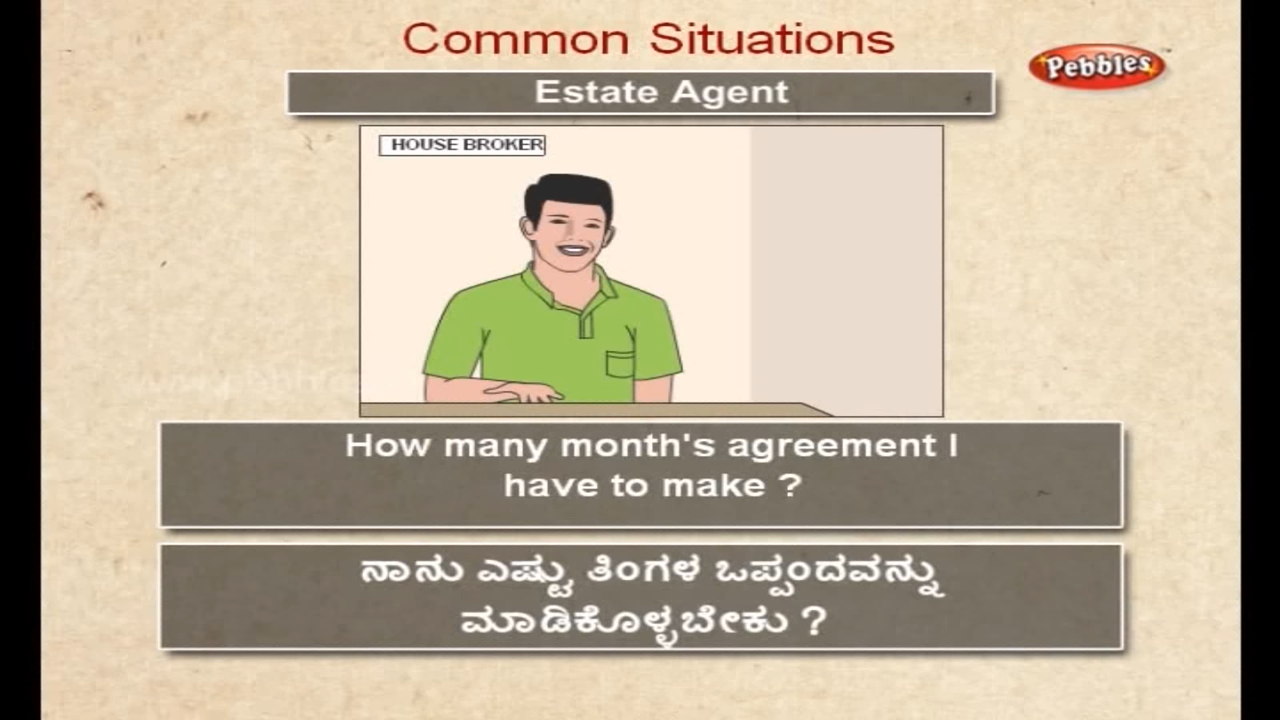 Common Situations
Pebbles
Estate Agent
HOUSE BROKER
How many month's agreement I
have to make ?
ನಾನು ಎಷ್ಟು ತಿಂಗಳ ಒಪ್ಪಂದವನ್ನು
ಮಾಡಿಕೊಳ್ಳಬೇಕು ?